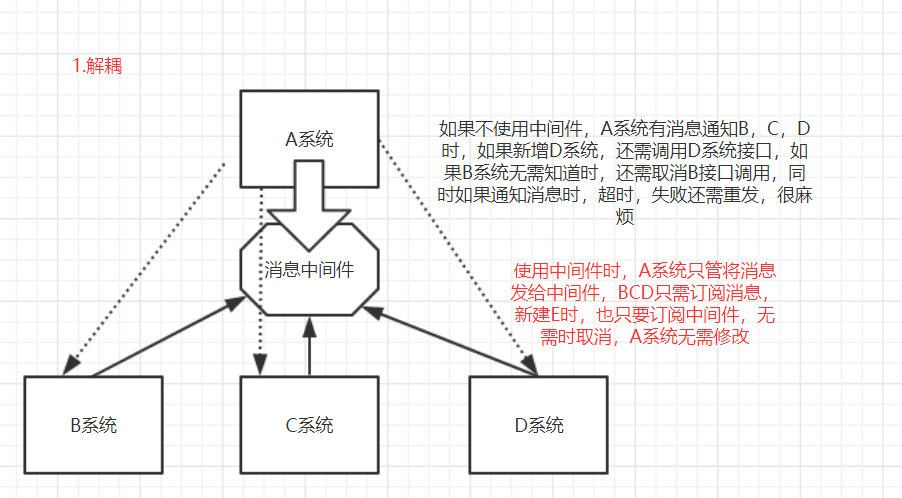 1.解耦
A系统
如果不使用中间件，A系统有消息通知B，C，D
时，如果新增D系统，还需调用D系统接口，如
果B系统无需知道时，还需取消B接口调用，同
时如果通知消息时，超时，失败还需重发，很麻
烦
消息中间件
使用中间件时，A系统只管将消息
发给中间件，BCD只需订阅消息，
新建E时，也只要订阅中间件，无
需时取消，A系统无需修改
B系统
C系统
D系统